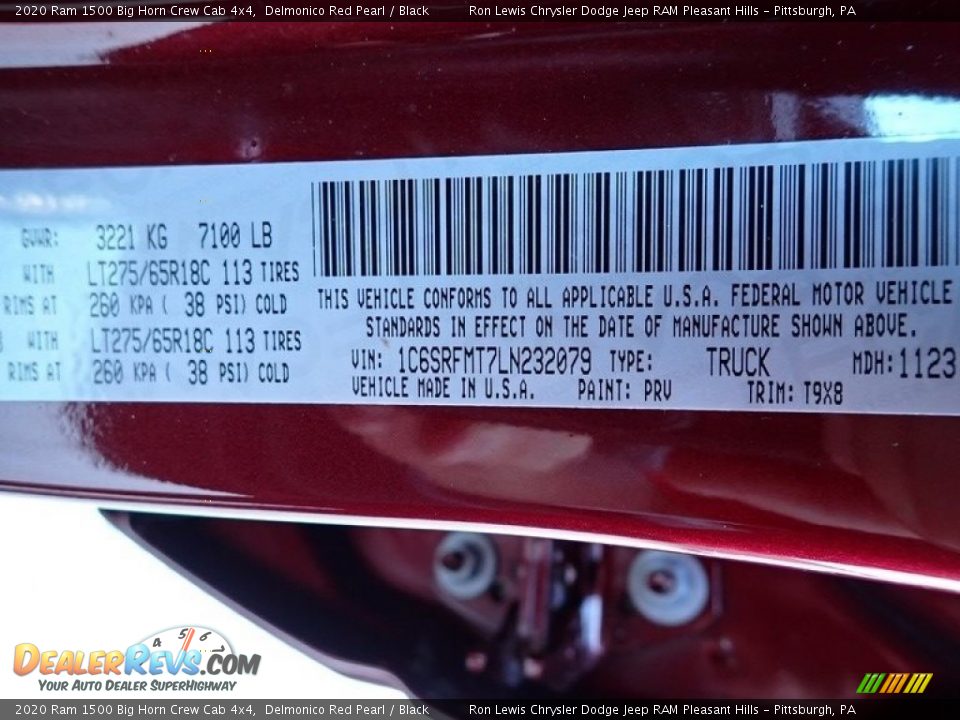 2020 Ram 1500 Big Horn Crew Cab 4x4,  Delmonico Red Pearl / Black        Ron Lewis Chrysler Dodge Jeep RAM Pleasant Hills - Pittsburgh, PA
GVWR: 3221 KG 7100 LB
WITH LT275/65R18C 113 TIRES
RIMS AT 260 KPA ( 38 PSI) COLD
WITH LT275/65R18C 113 TIRES
RIMS AT 260 KPA ( 38 PSI) COLD
THIS VEHICLE CONFORMS TO ALL APPLICABLE U.S.A. FEDERAL MOTOR VEHICLE
STANDARDS IN EFFECT ON THE DATE OF MANUFACTURE SHOWN ABOVE.
VIN: 1C6SRFMT7LN232079 TYPE: TRUCK MDH: 1123
VEHICLE MADE IN U.S.A. PAINT: PRV TRIM: T9X8
4 5 6
DEALERREVS.COM
YOUR AUTO DEALER SUPERHIGHWAY
2020 Ram 1500 Big Horn Crew Cab 4x4,  Delmonico Red Pearl / Black        Ron Lewis Chrysler Dodge Jeep RAM Pleasant Hills - Pittsburgh, PA